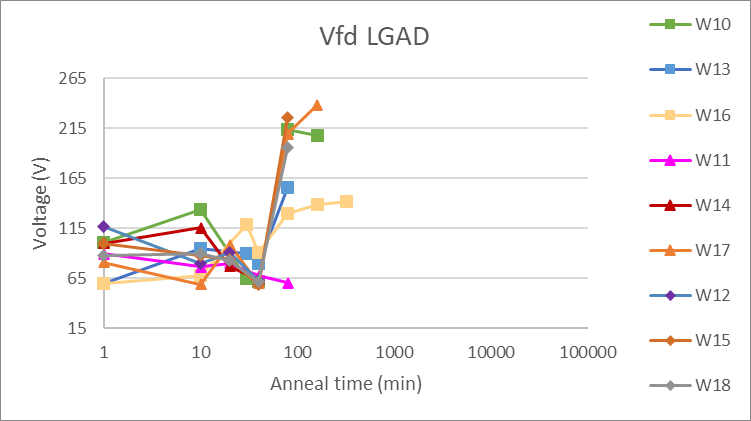 Vfd LGAD
Voltage (V)
265
215
165
115
65
15
1 10 100 1000 10000 100000
Anneal time (min)
W10
W13
W16
W11
W14
W17
W12
W15
W18